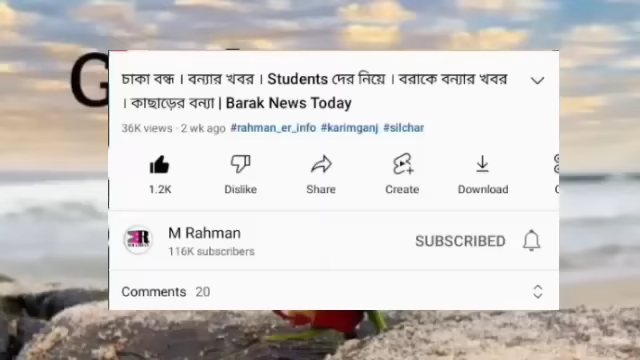 চাকা বন্ধ । বন্যার খবর । Students দের নিয়ে । বরাকে বন্যার খবর
। কাছাড়ের বন্যা | Barak News Today
36K views · 2 wk ago #rahman_er_info #karimganj #silchar
1.2K Dislike Share Create Download
M Rahman
116K subscribers
SUBSCRIBED
Comments 20